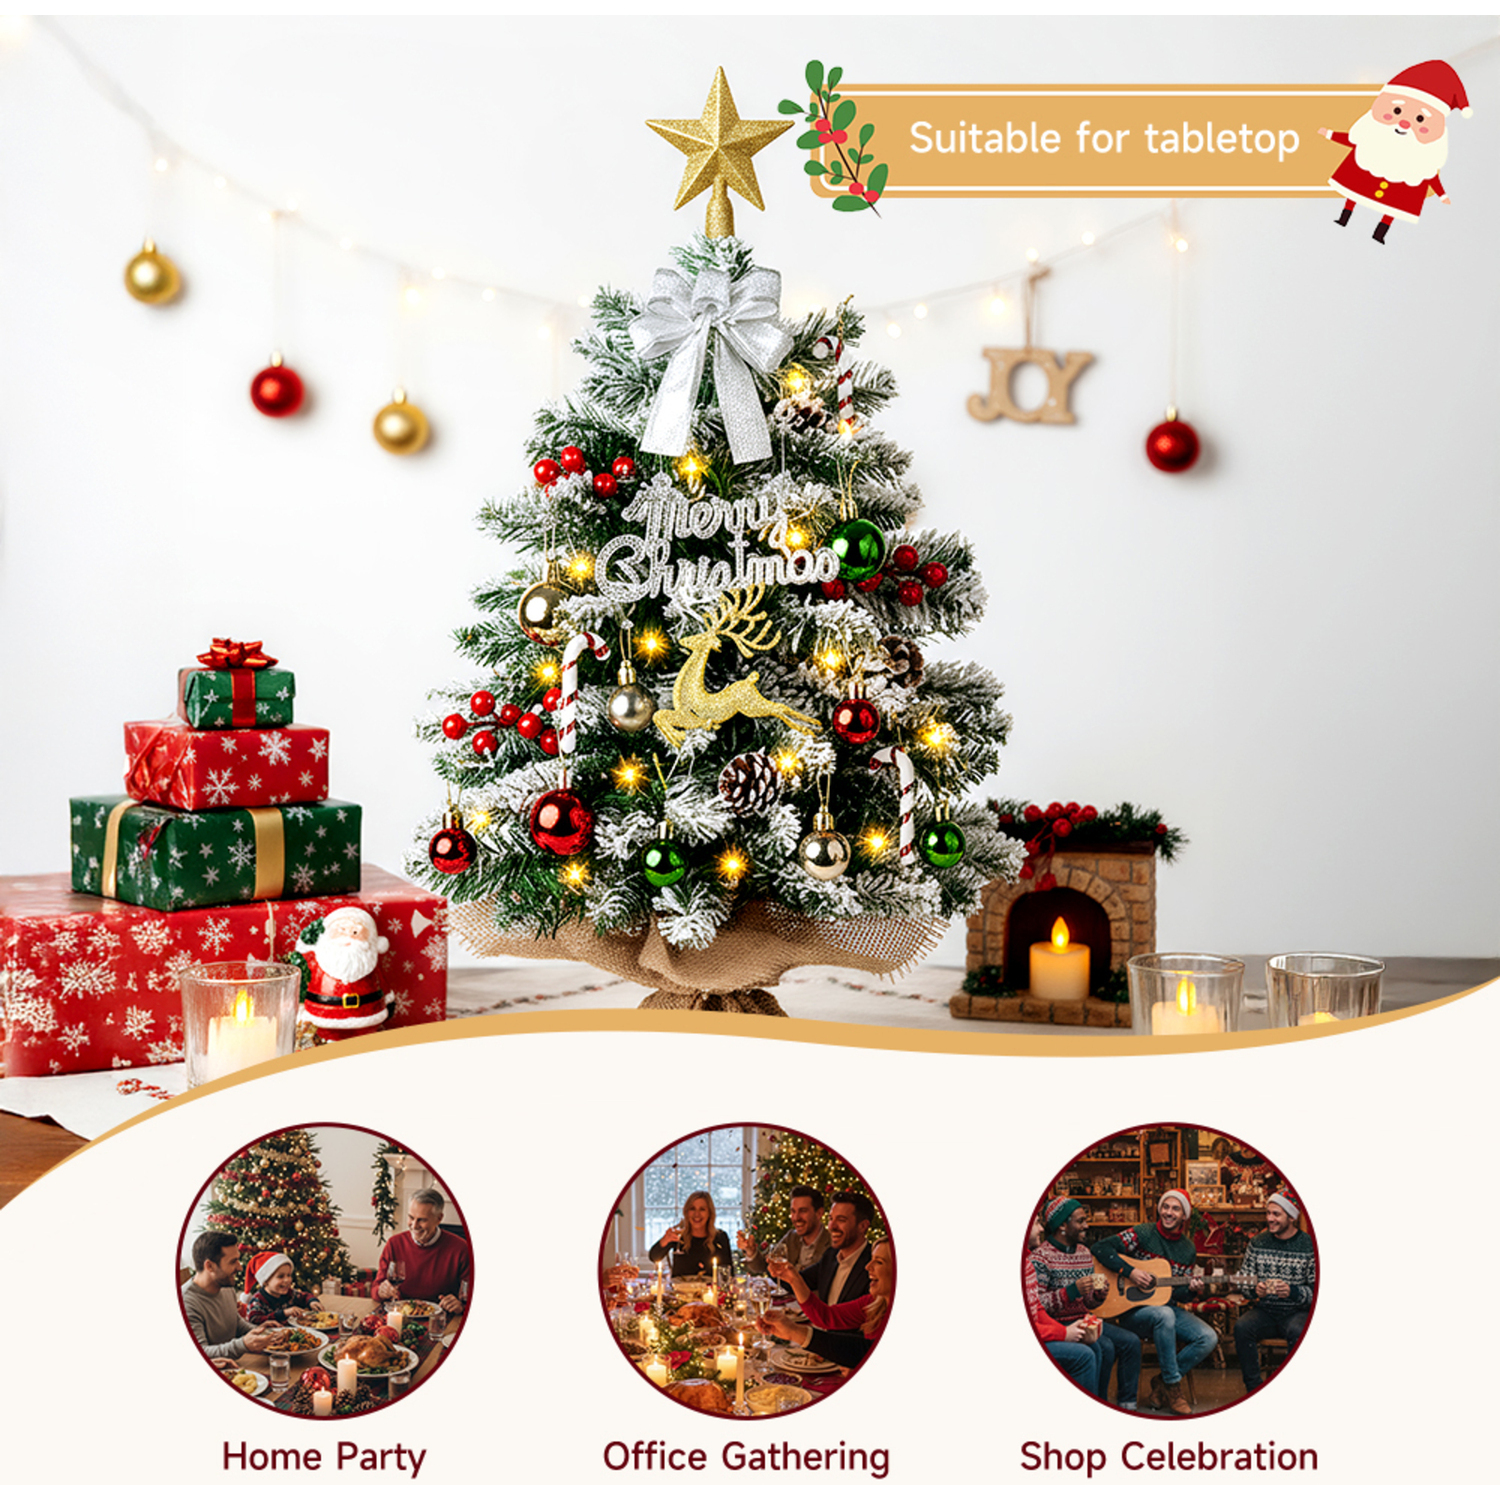 Suitable for tabletop
JOY
Merry
Christmas
Home Party
Office Gathering
Shop Celebration